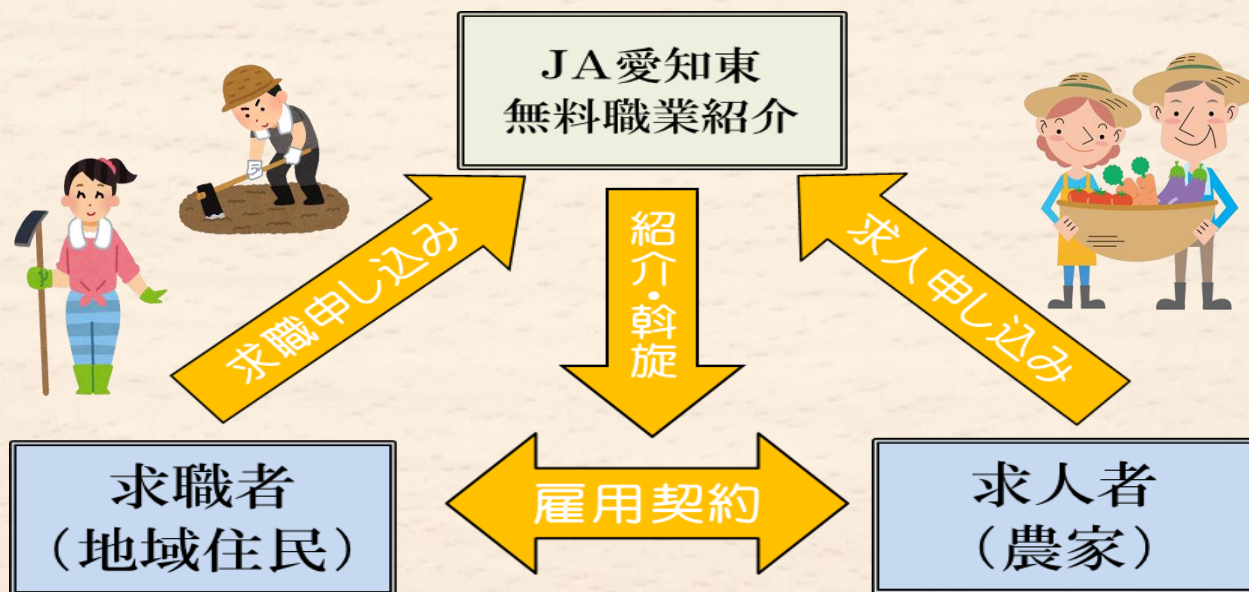 JA愛知東
無料職業紹介
求職申し込み
紹介・斡旋
求人申し込み
求職者
（地域住民）
雇用契約
求人者
（農家）